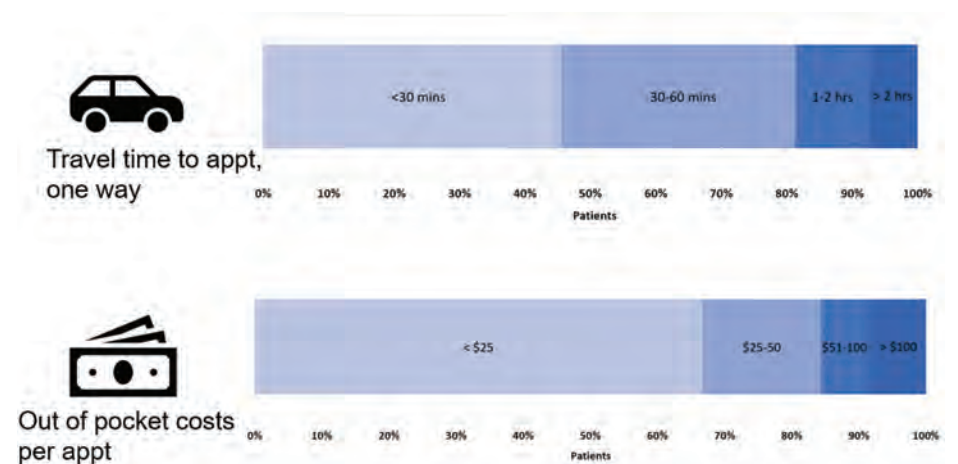 <30 mins 30-60 mins 1-2 hrs > 2 hrs
Travel time to appt,
one way
0% 10% 20% 30% 40% 50% 60% 70% 80% 90% 100%
Patients
< $25 $25-50 $51-100 > $100
Out of pocket costs
per appt
0% 10% 20% 30% 40% 50% 60% 70% 80% 90% 100%
Patients